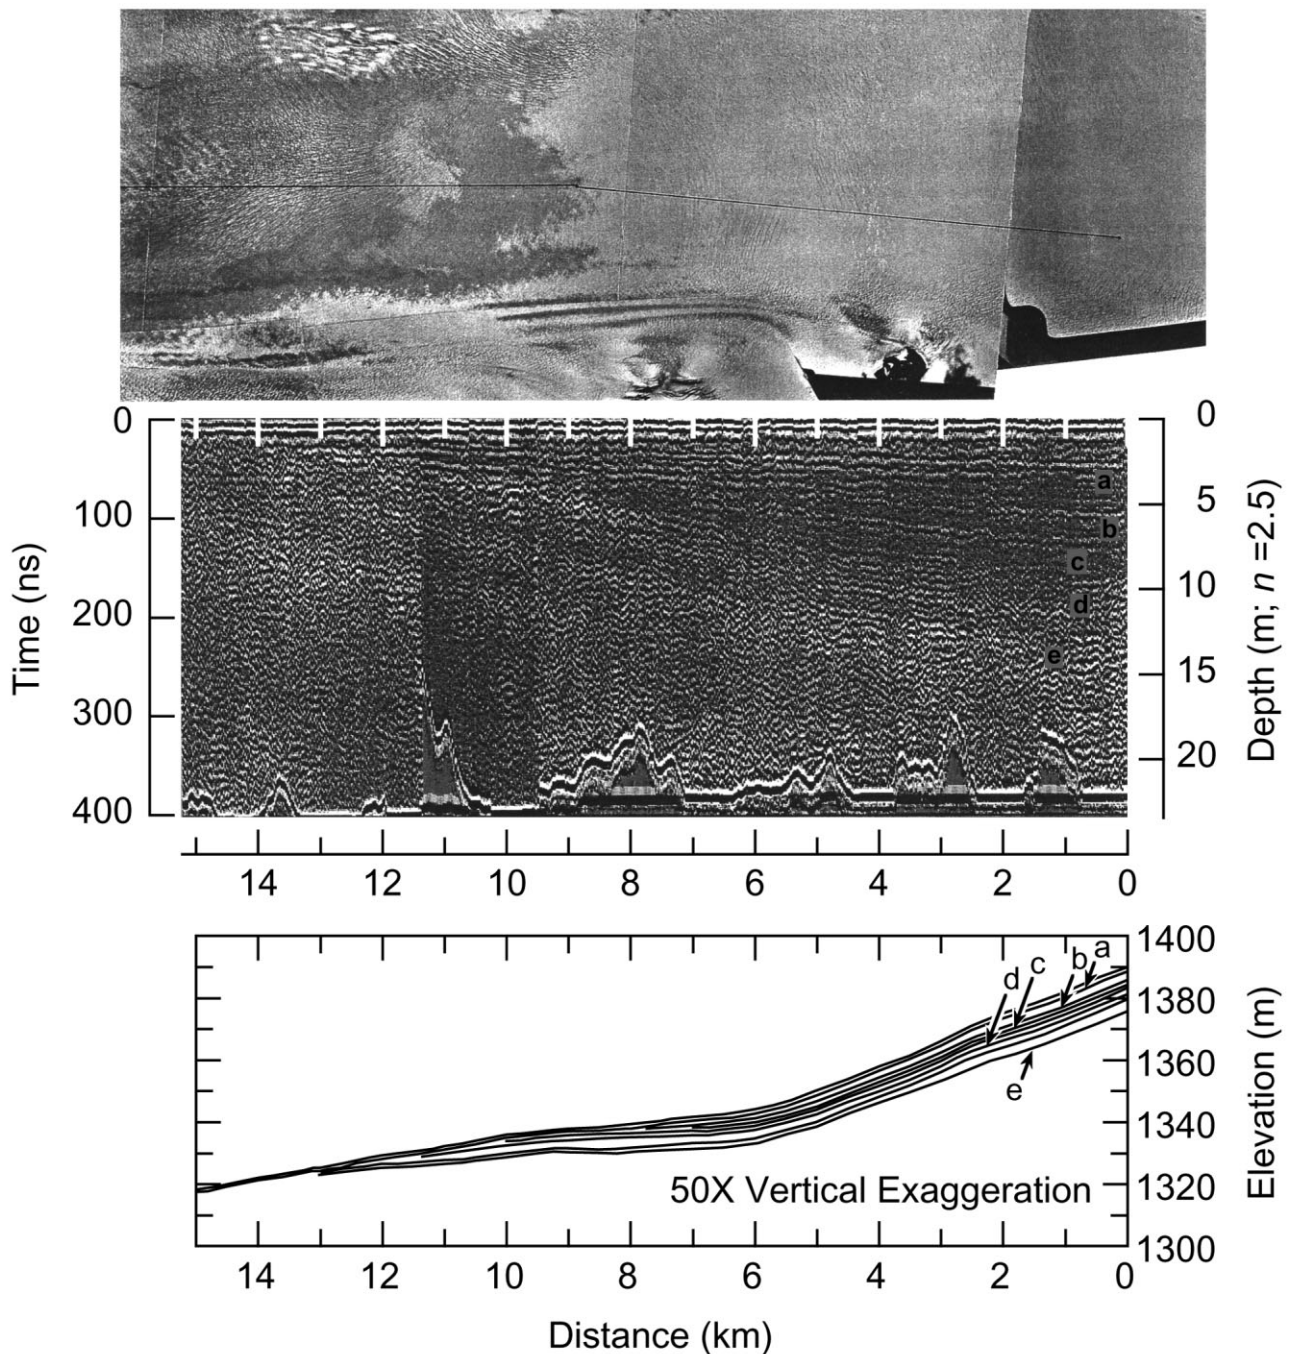 0
100
200
300
400
Time (ns)
0
5
10
15
20
Depth (m; n =2.5)
a
b
c
d
e
14 12 10 8 6 4 2 0
1400
1380
1360
1350
1340
1320
1300
Elevation (m)
a
b
c
d
e
50X Vertical Exaggeration
14 12 10 8 6 4 2 0
Distance (km)